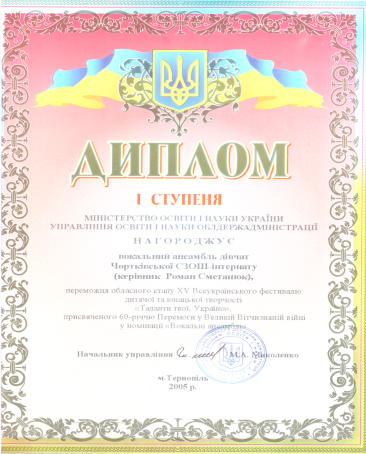 ДИПЛОМ
І СТУПЕНЯ
МІНІСТЕРСТВО ОСВІТИ І НАУКИ УКРАЇНИ
УПРАВЛІННЯ ОСВІТИ І НАУКИ ОБЛДЕРЖАДМІНІСТРАЦІЇ
НАГОРОДЖУЄ
вокальний ансамбль дівчат
Чортківської СЗОШ-інтернату
(керівник Роман Сметанюк),
переможця обласного етапу XV Всеукраїнського фестивалю
дитячої та юнацької творчості
«Таланти твої, Україно»,
присвяченого 60-річчю Перемоги у Великій Вітчизняній війні
у номінації «Вокальні ансамблі»
Начальник управління М.А. Миколенко
м.Тернопіль
2005 р.